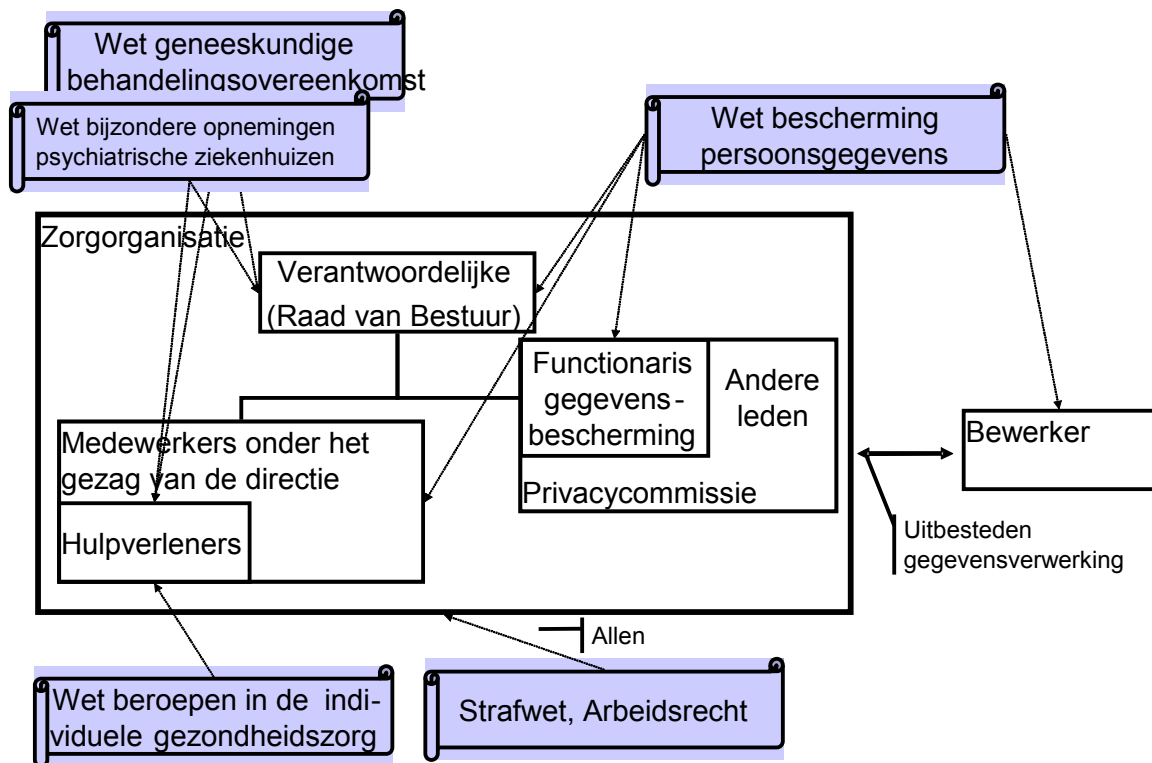 Wet geneeskundige
behandelingsovereenkomst
Wet bijzondere opnemingen
psychiatrische ziekenhuizen
Wet bescherming
persoonsgegevens
Zorgorganisatie
Verantwoordelijke
(Raad van Bestuur)
Functionaris
gegevens-
bescherming
Andere
leden
Privacycommissie
Medewerkers onder het
gezag van de directie
Hulpverleners
Bewerker
Uitbesteden
gegevensverwerking
Allen
Wet beroepen in de indi-
viduele gezondheidszorg
Strafwet, Arbeidsrecht